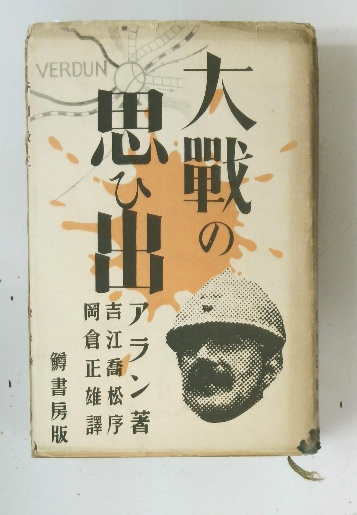 VERDUN
大戰の
思ひ出
アラン著
吉江喬松序
岡倉正雄譯
鱒書房版